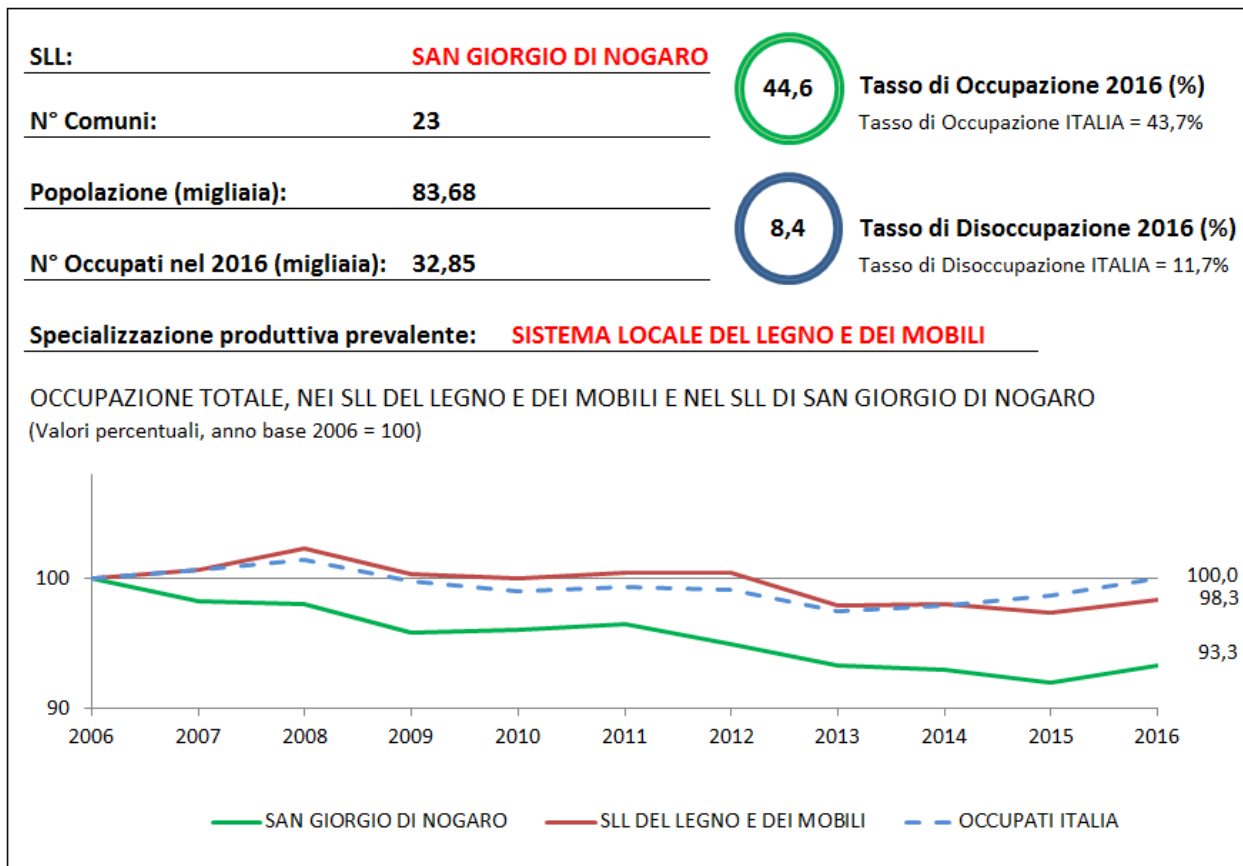 SLL: SAN GIORGIO DI NOGARO
N° Comuni: 23
Popolazione (migliaia): 83,68
N° Occupati nel 2016 (migliaia): 32,85
44,6
Tasso di Occupazione 2016 (%)
Tasso di Occupazione ITALIA = 43,7%
8,4
Tasso di Disoccupazione 2016 (%)
Tasso di Disoccupazione ITALIA = 11,7%
Specializzazione produttiva prevalente: SISTEMA LOCALE DEL LEGNO E DEI MOBILI
OCCUPAZIONE TOTALE, NEI SLL DEL LEGNO E DEI MOBILI E NEL SLL DI SAN GIORGIO DI NOGARO
(Valori percentuali, anno base 2006 = 100)
100
90
100,0
98,3
93,3
2006 2007 2008 2009 2010 2011 2012 2013 2014 2015 2016
SAN GIORGIO DI NOGARO SLL DEL LEGNO E DEI MOBILI OCCUPATI ITALIA